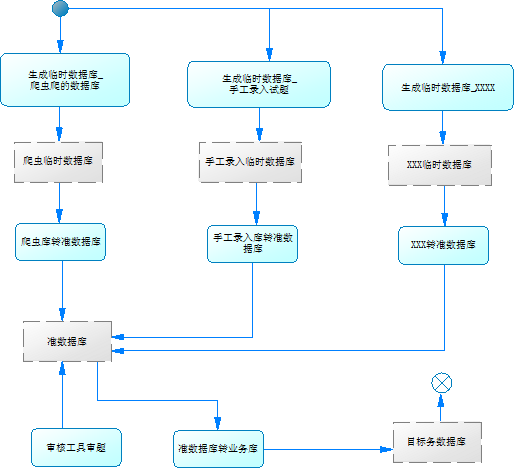 生成临时数据库_
爬虫爬的数据库
生成临时数据库_
手工录入试题
生成临时数据库_XXXX
爬虫临时数据库
手工录入临时数据库
XXX临时数据库
爬虫库转准数据库
手工录入库转准数
据库
XXX转准数据库
准数据库
审核工具审题
准数据库转业务库
目标务数据库